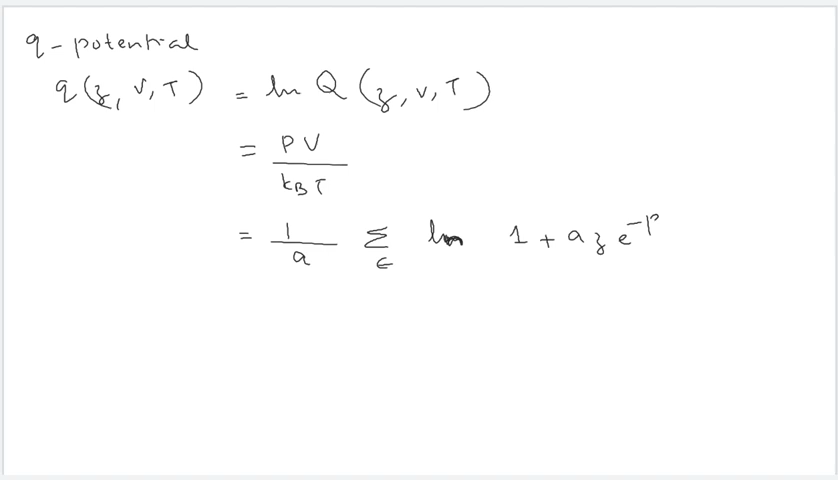 q - potential
q (z, V, T) = ln Q (z, V, T)
= PV / k_B T
= 1/a Σ_ε ln 1 + a z e^{-β